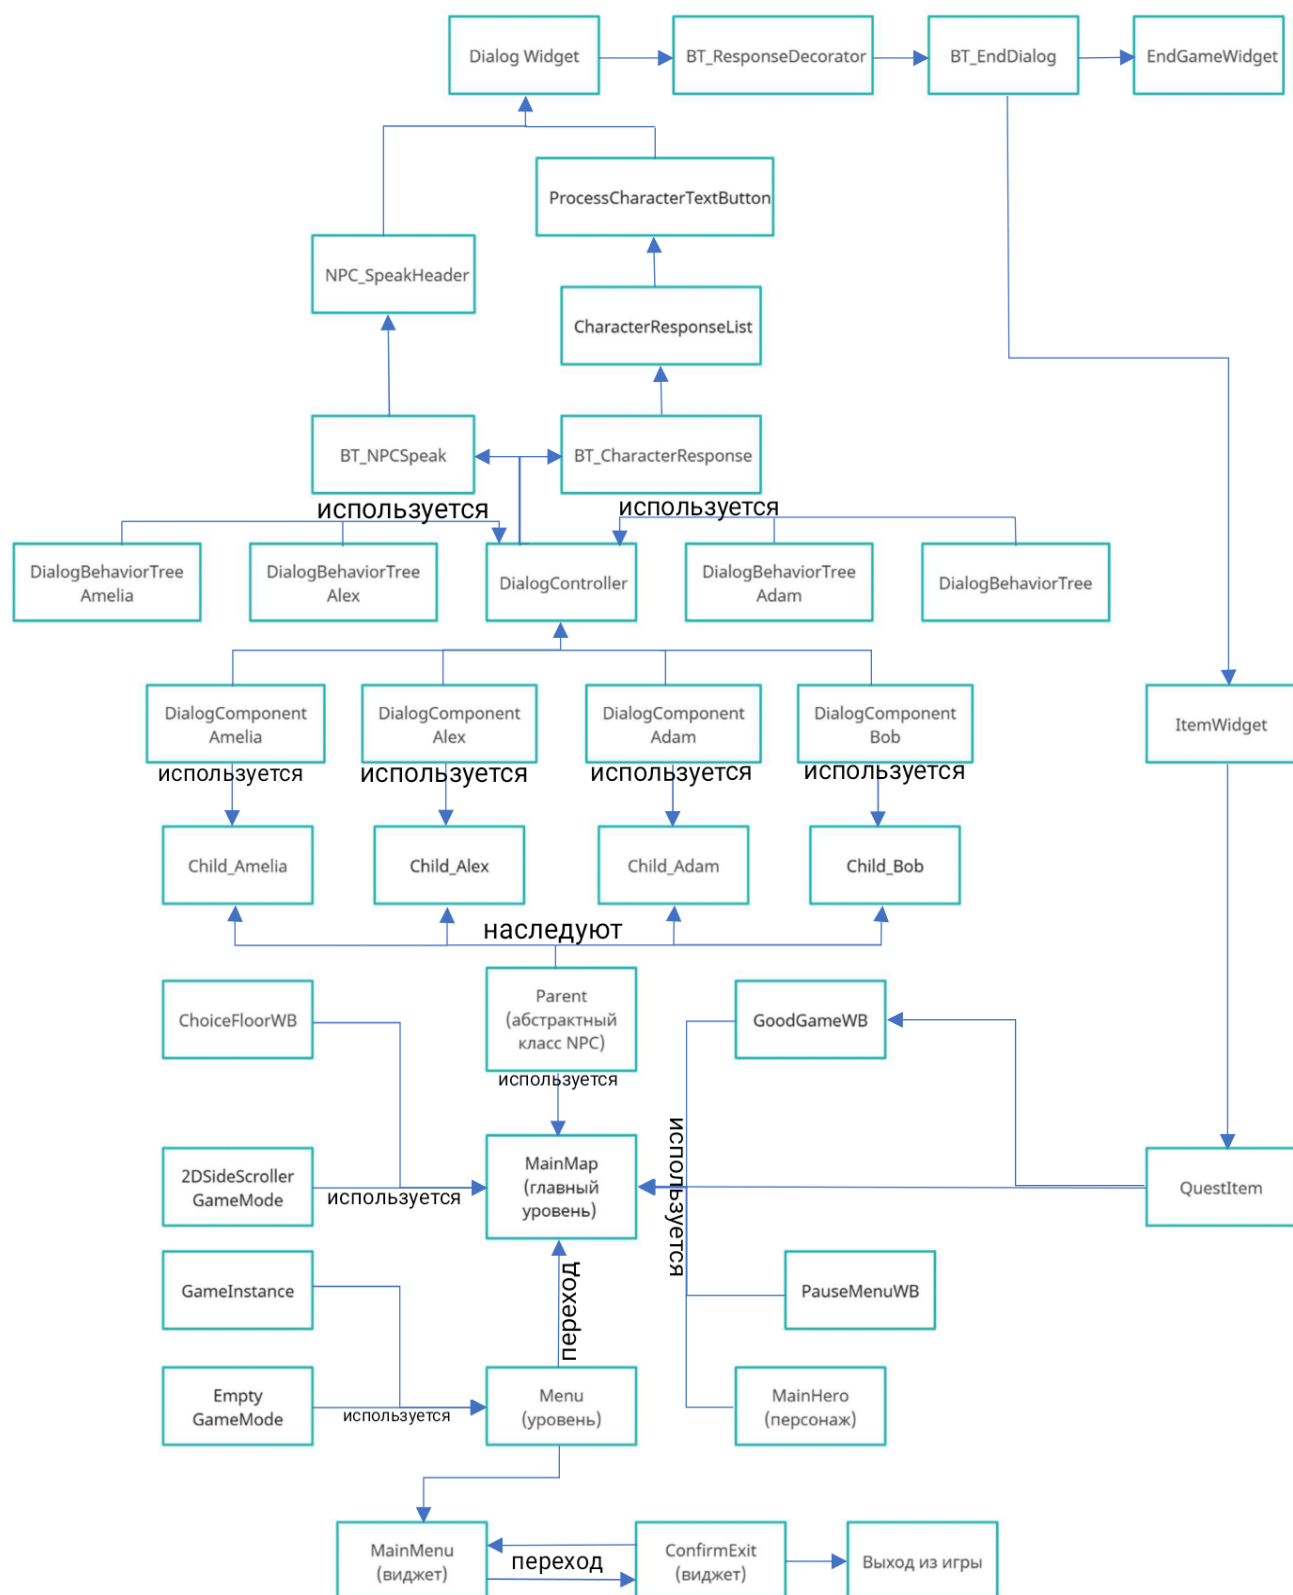 Dialog Widget
BT_ResponseDecorator
BT_EndDialog
EndGameWidget
ProcessCharacterTextButton
NPC_SpeakHeader
CharacterResponseList
BT_NPCSpeak
BT_CharacterResponse
используется
используется
DialogBehaviorTree
Amelia
DialogBehaviorTree
Alex
DialogController
DialogBehaviorTree
Adam
DialogBehaviorTree
DialogComponent
Amelia
DialogComponent
Alex
DialogComponent
Adam
DialogComponent
Bob
ItemWidget
используется
используется
используется
используется
Child_Amelia
Child_Alex
Child_Adam
Child_Bob
наследуют
ChoiceFloorWB
Parent
(абстрактный
класс NPC)
GoodGameWB
используется
2DSideScroller
GameMode
используется
MainMap
(главный
уровень)
используется
QuestItem
GameInstance
переход
PauseMenuWB
Empty
GameMode
используется
Menu
(уровень)
MainHero
(персонаж)
MainMenu
(виджет)
переход
ConfirmExit
(виджет)
Выход из игры